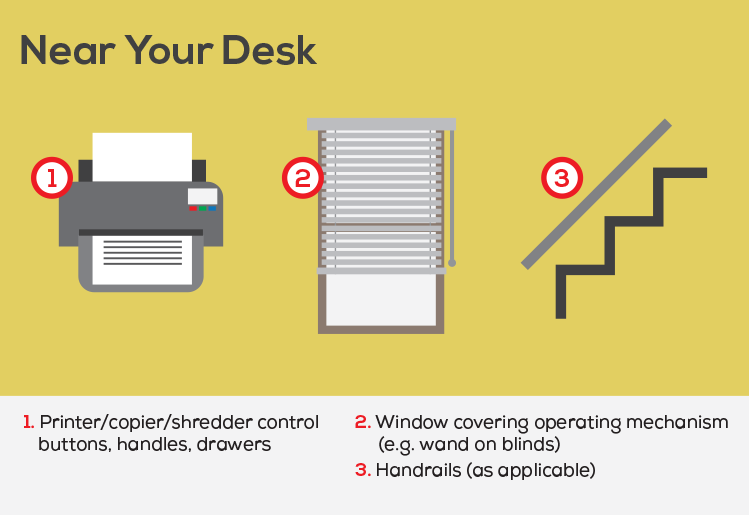 Near Your Desk
1
2
3
1. Printer/copier/shredder control
buttons, handles, drawers
2. Window covering operating mechanism
(e.g. wand on blinds)
3. Handrails (as applicable)